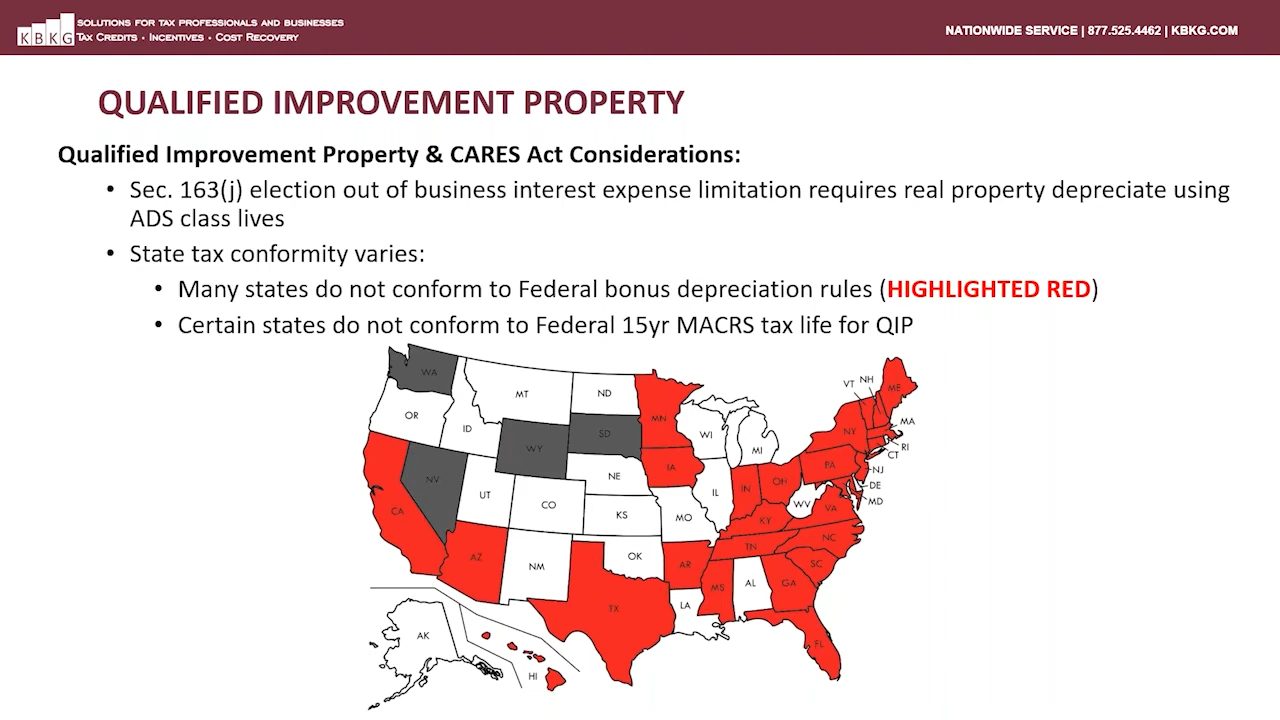 KBKG
SOLUTIONS FOR TAX PROFESSIONALS AND BUSINESSES
TAX CREDITS • INCENTIVES • COST RECOVERY
NATIONWIDE SERVICE | 877.525.4462 | KBKG.COM
QUALIFIED IMPROVEMENT PROPERTY
Qualified Improvement Property & CARES Act Considerations:
• Sec. 163(j) election out of business interest expense limitation requires real property depreciate using
ADS class lives
• State tax conformity varies:
• Many states do not conform to Federal bonus depreciation rules (HIGHLIGHTED RED)
• Certain states do not conform to Federal 15yr MACRS tax life for QIP
WA
MT
ND
MN
VT
NH
ME
OR
ID
WY
SD
WI
MI
NY
MA
RI
CT
NV
UT
CO
NE
IA
IL
IN
OH
PA
NJ
DE
MD
CA
KS
MO
KY
WV
VA
AZ
NM
OK
AR
TN
NC
SC
TX
LA
MS
AL
GA
FL
AK
HI